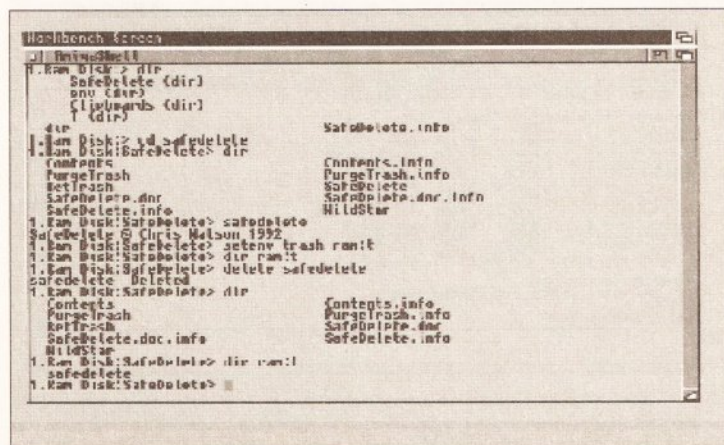 Workbench Screen
AmigaShell
1.Ram Disk:> dir
SafeDelete (dir)
env (dir)
Clipboards (dir)
T (dir)
dir SafeDelete.info
1.Ram Disk:> cd safedelete
1.Ram Disk:SafeDelete> dir
Contents Contents.info
PurgeTrash PurgeTrash.info
RetTrash SafeDelete
SafeDelete.doc SafeDelete.doc.info
SafeDelete.info WildStar
1.Ram Disk:SafeDelete> safedelete
SafeDelete © Chris Watson 1992
1.Ram Disk:SafeDelete> setenv trash ram:t
1.Ram Disk:SafeDelete> dir ram:t
1.Ram Disk:SafeDelete> delete safedelete
safedelete Deleted
1.Ram Disk:SafeDelete> dir
Contents Contents.info
PurgeTrash PurgeTrash.info
RetTrash SafeDelete.doc
SafeDelete.doc.info SafeDelete.info
WildStar
1.Ram Disk:SafeDelete> dir ram:t
safedelete
1.Ram Disk:SafeDelete>